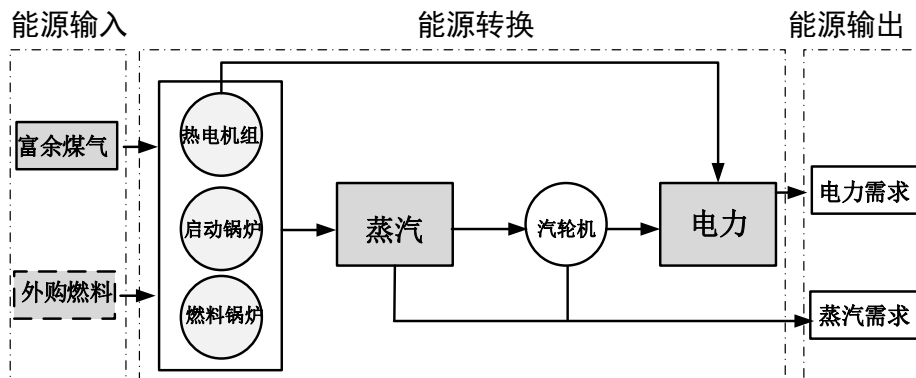 能源输入
能源转换
能源输出
热电机组
富余煤气
启动锅炉
蒸汽
汽轮机
电力
电力需求
外购燃料
燃料锅炉
蒸汽需求